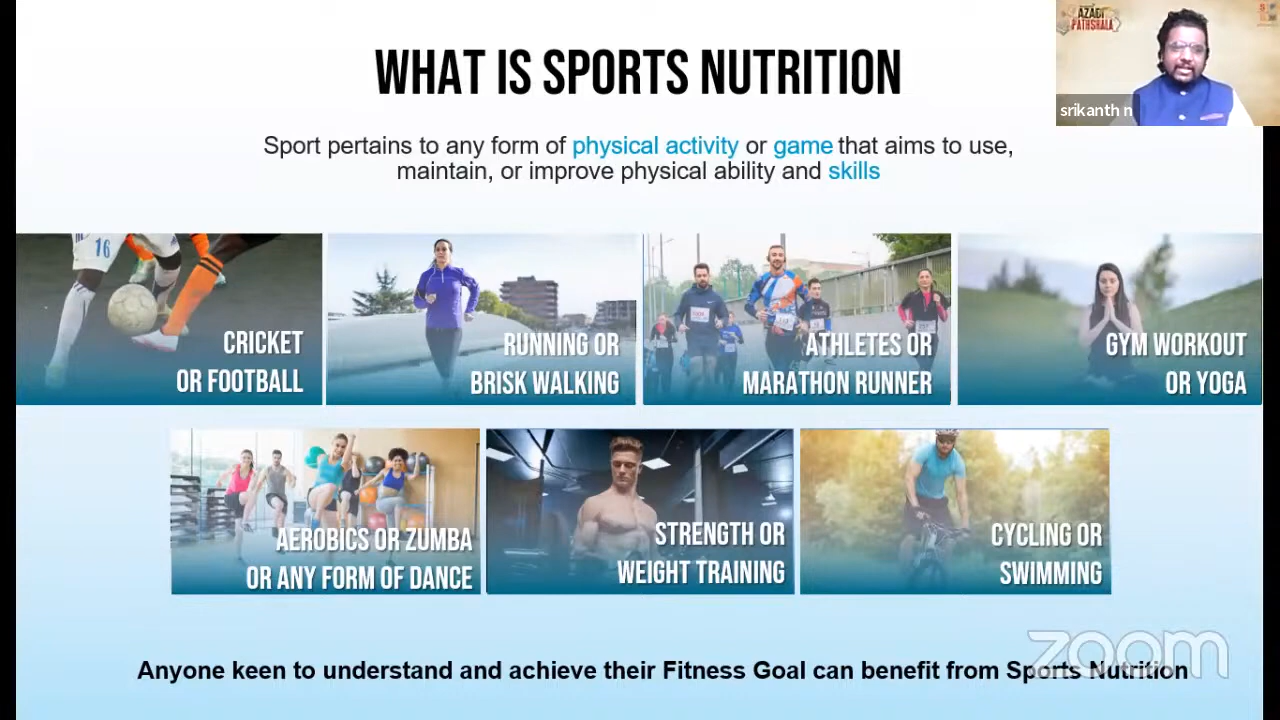 WHAT IS SPORTS NUTRITION
AZADI
PATHSHALA
srikanth n
Sport pertains to any form of physical activity or game that aims to use,
maintain, or improve physical ability and skills
16
CRICKET
OR FOOTBALL
RUNNING OR
BRISK WALKING
ATHLETES OR
MARATHON RUNNER
GYM WORKOUT
OR YOGA
AEROBICS OR ZUMBA
OR ANY FORM OF DANCE
STRENGTH OR
WEIGHT TRAINING
CYCLING OR
SWIMMING
zoom
Anyone keen to understand and achieve their Fitness Goal can benefit from Sports Nutrition